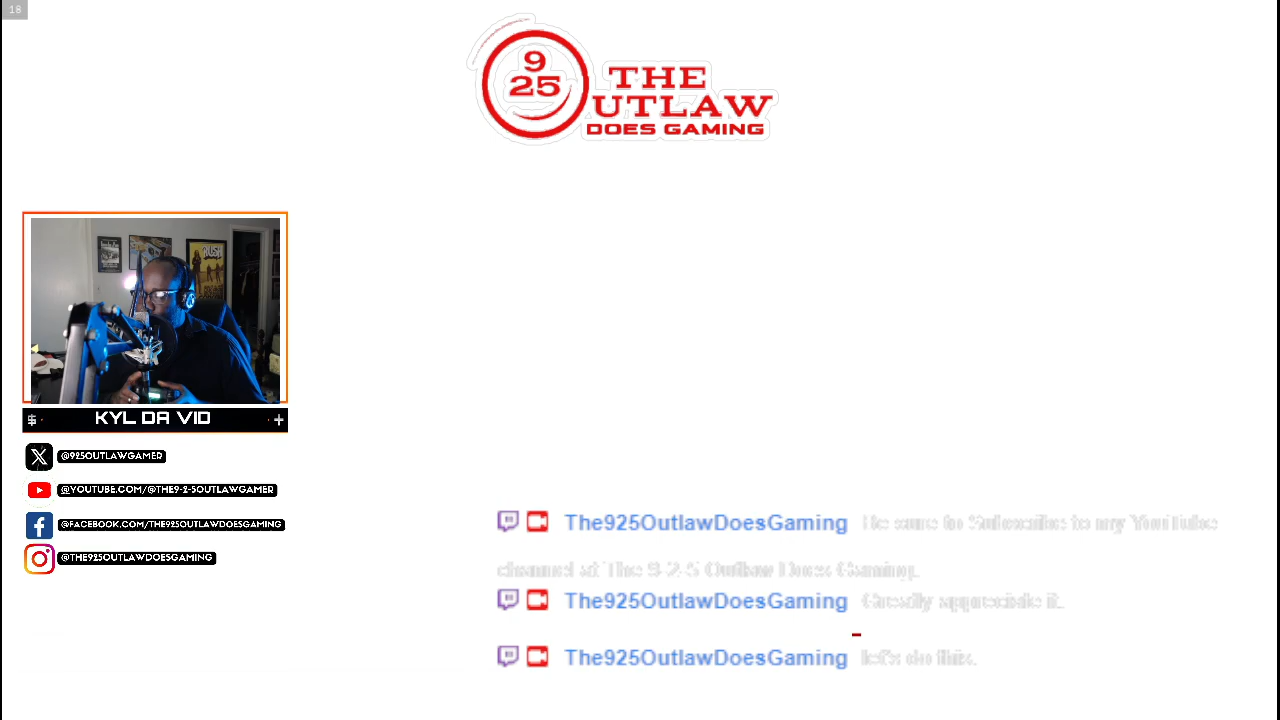 18
9
25
THE
OUTLAW
DOES GAMING
RUSH
KYL DA VID
@925OUTLAWGAMER
@YOUTUBE.COM/@THE9-2-5OUTLAWGAMER
@FACEBOOK.COM/THE925OUTLAWDOESGAMING
@THE925OUTLAWDOESGAMING
The925OutlawDoesGaming Be sure to Subscribe to my YouTube
channel at The 9-2-5 Outlaw Does Gaming.
The925OutlawDoesGaming Greatly appreciate it.
The925OutlawDoesGaming let's do this.